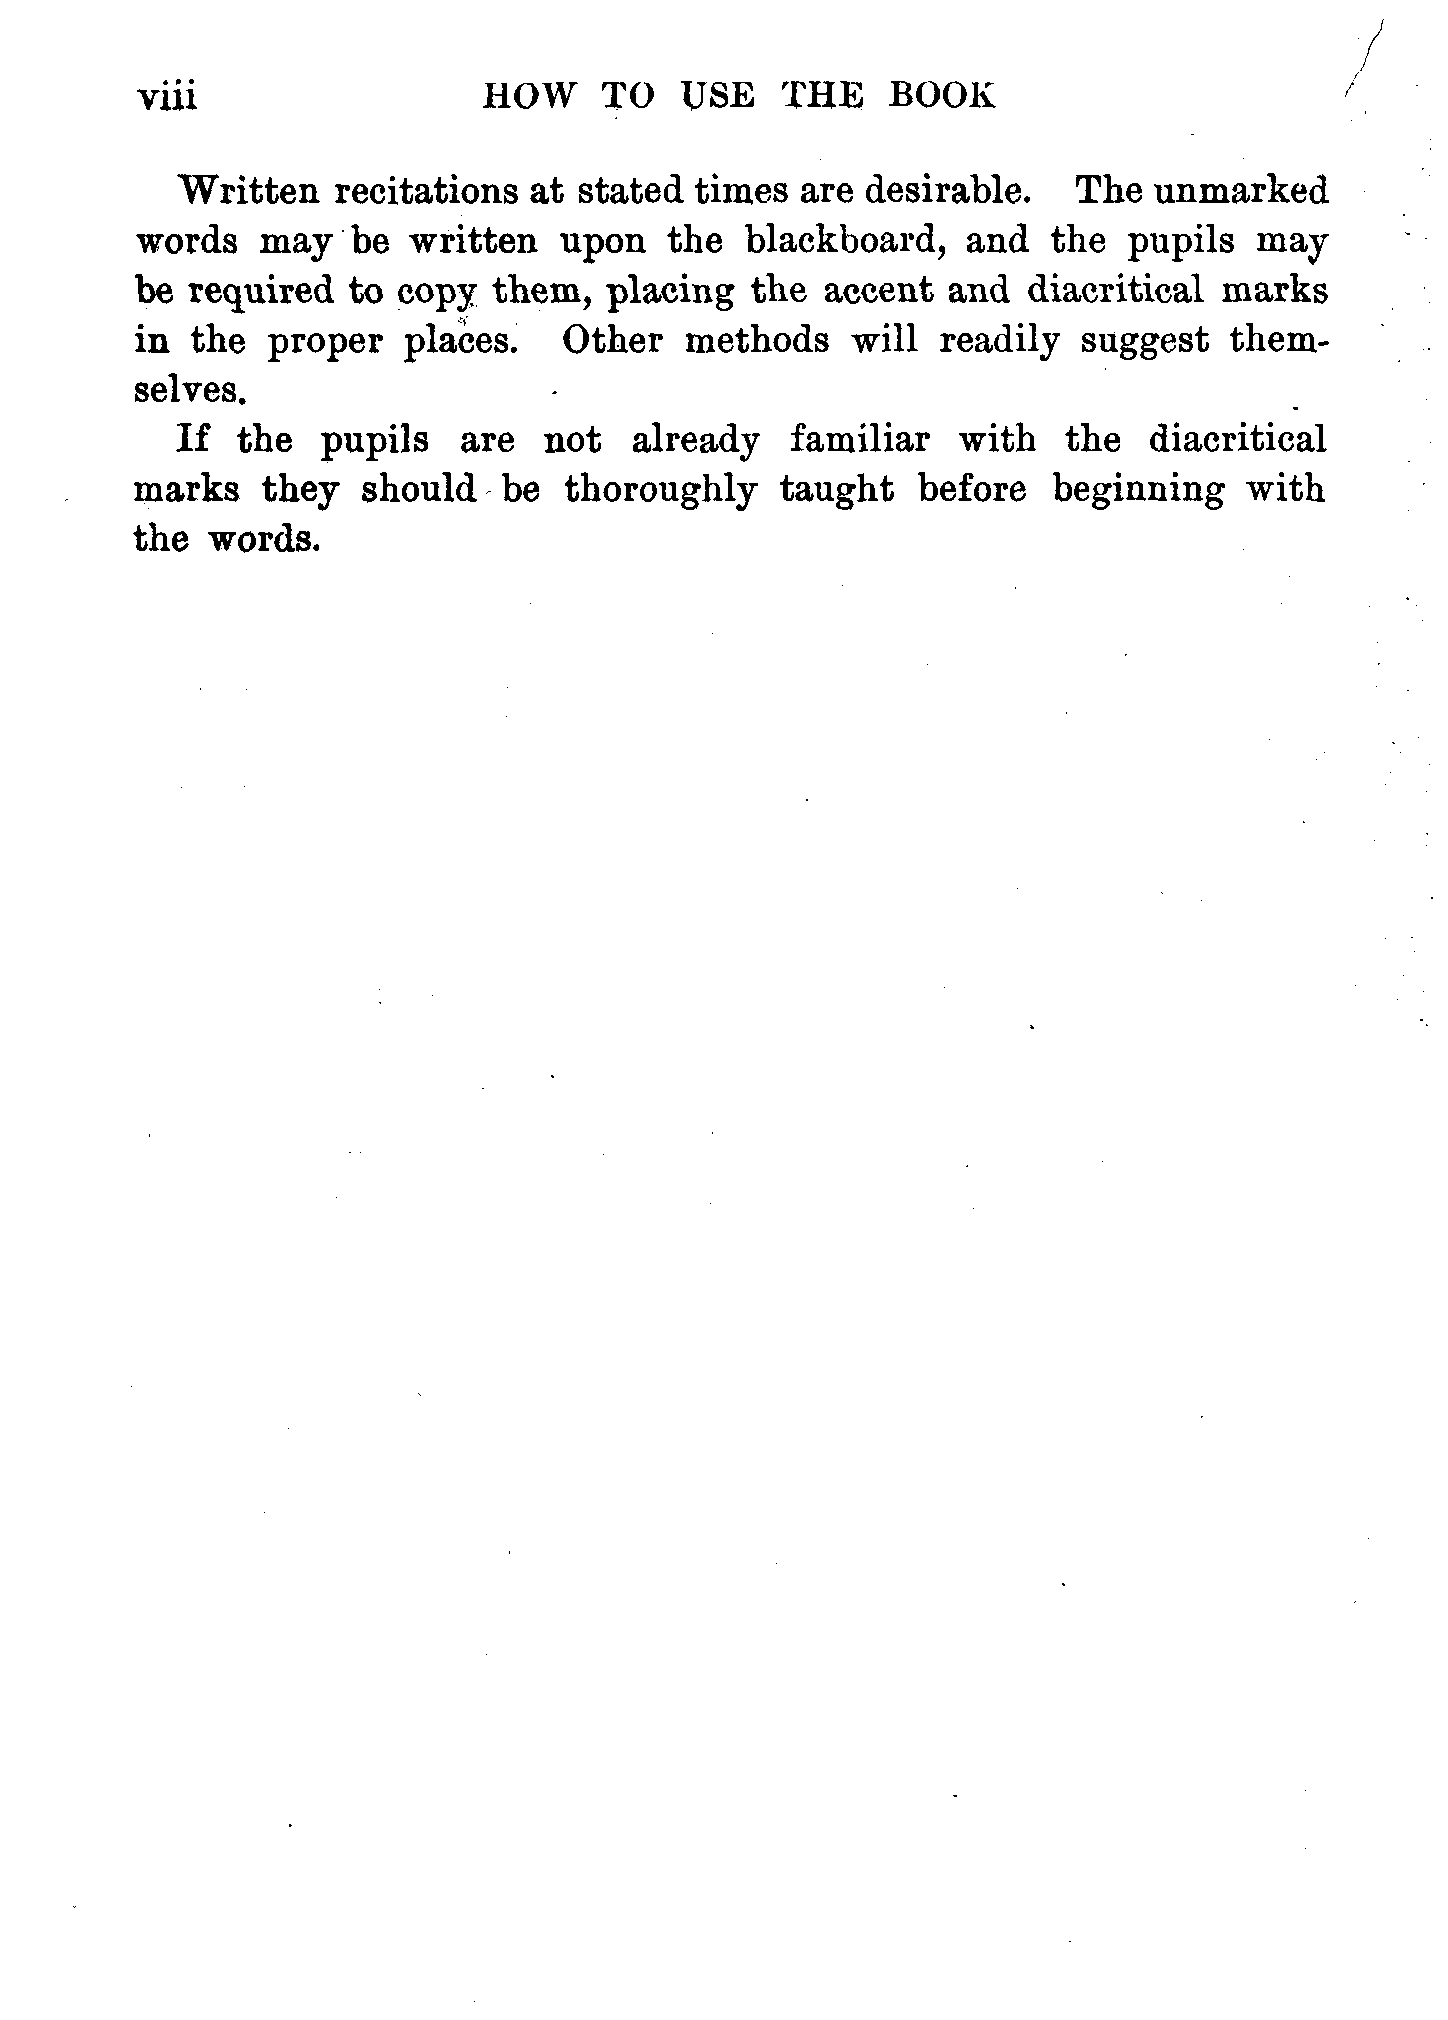 viii HOW TO USE THE BOOK
Written recitations at stated times are desirable. The unmarked
words may be written upon the blackboard, and the pupils may
be required to copy them, placing the accent and diacritical marks
in the proper places. Other methods will readily suggest them-
selves.
If the pupils are not already familiar with the diacritical
marks they should be thoroughly taught before beginning with
the words.